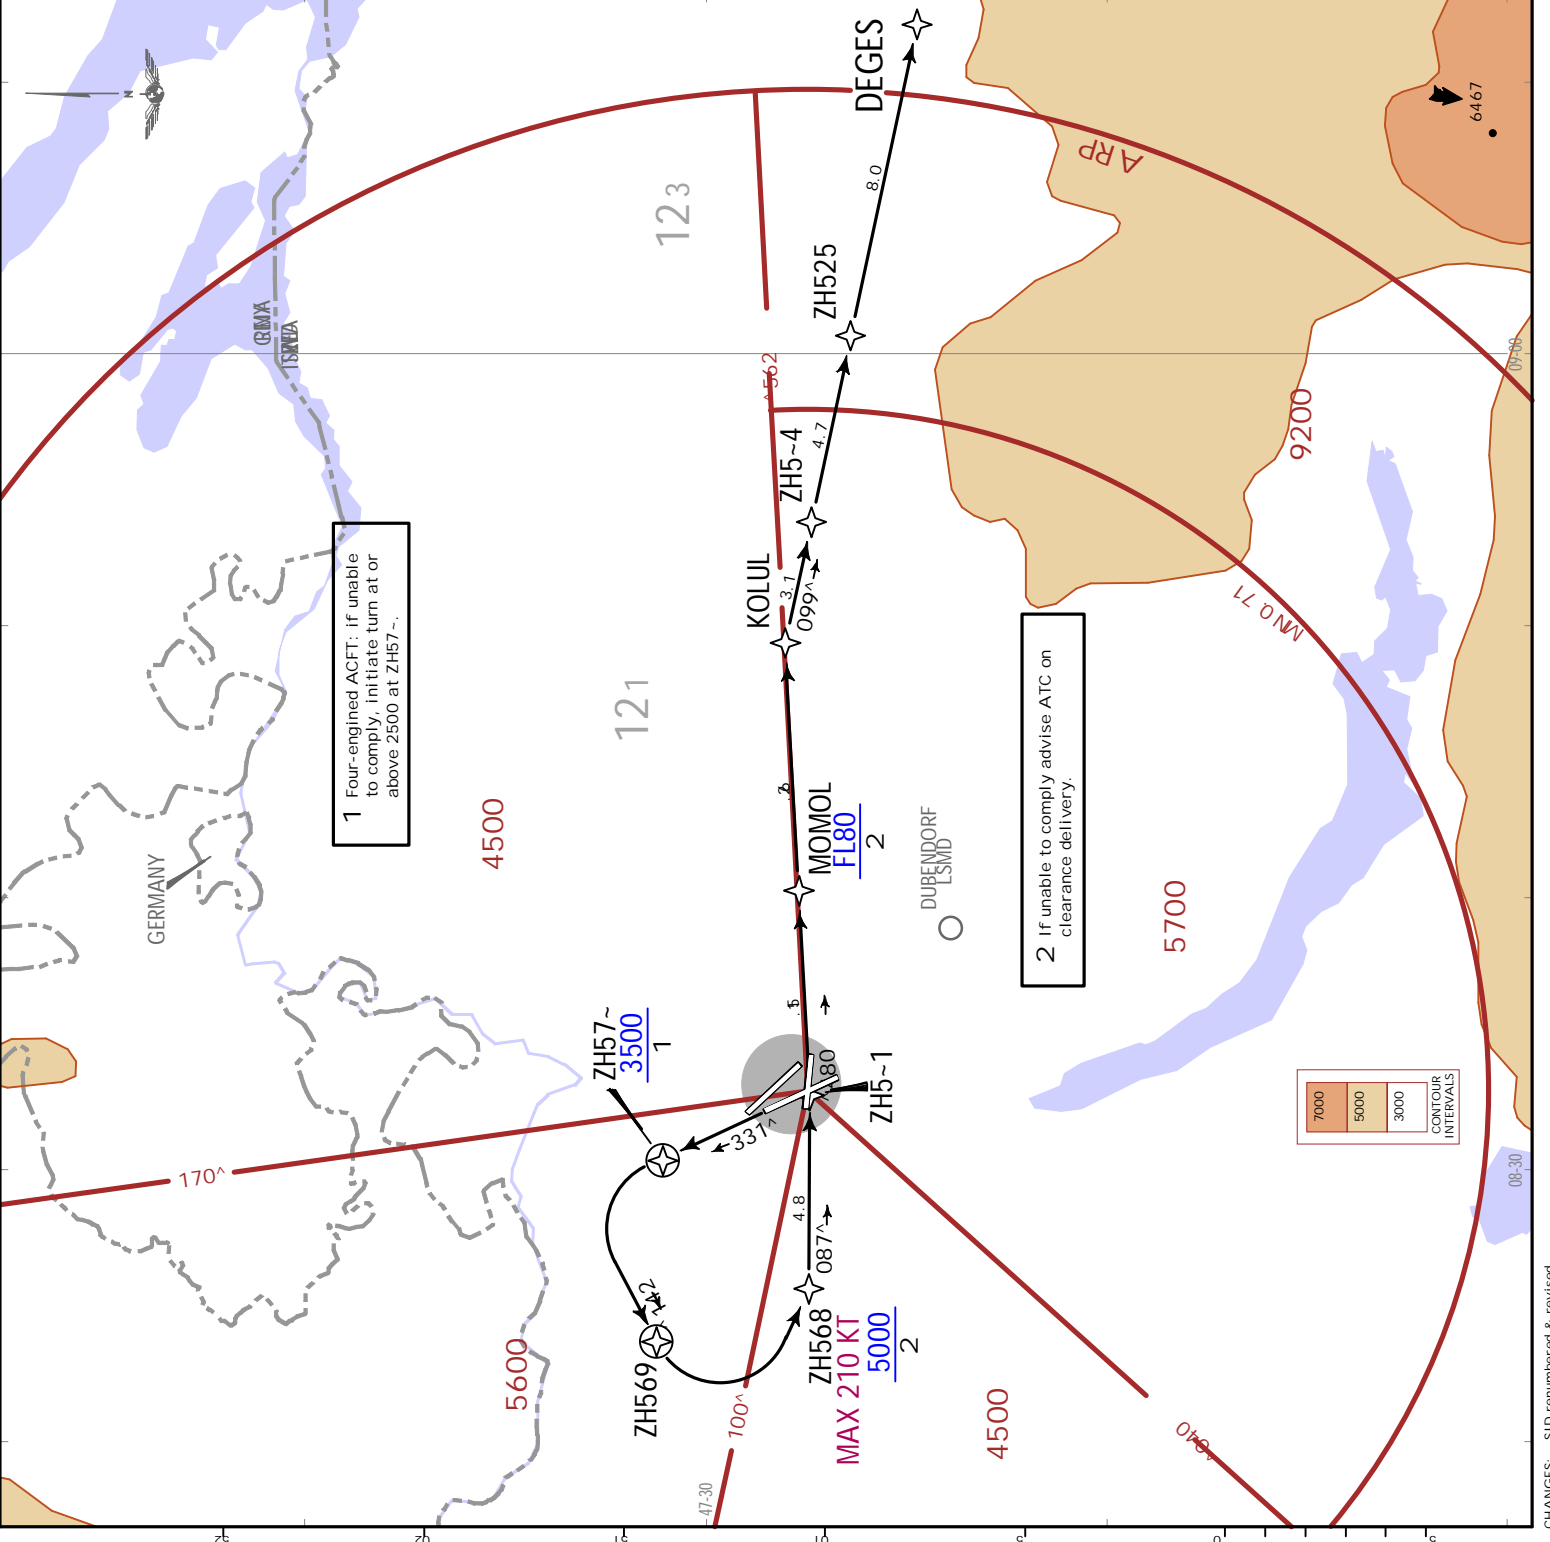 DEGES
8.0
ARP
6467
123
ZH525
4.7
ZH5~4
9200
09-00
KOLUL
3.1
099^
1 Four-engined ACFT: if unable
to comply, initiate turn at or
above 2500 at ZH57~.
121
4500
GERMANY
MOMOL
FL80
2
DUBENDORF
LSMD
2 If unable to comply advise ATC on
clearance delivery.
5700
ZH57~
3500
1
ZH5~1
331^
170^
4.8
087^
ZH568
MAX 210 KT
5000
2
ZH569
5600
100^
4500
47-30
08-30
7000
5000
3000
CONTOUR
INTERVALS
CHANGES: SID renumbered & revised